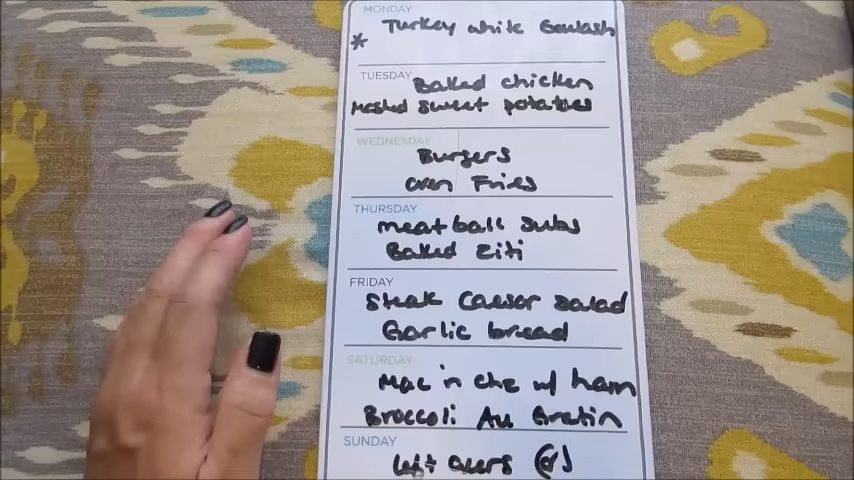 MONDAY
* Turkey white Goulash
TUESDAY Baked chicken
Mashed sweet potatoes
WEDNESDAY
Burgers
oven Fries
THURSDAY
meatball subs
Baked Ziti
FRIDAY
Steak Caesar salad
Garlic bread
SATURDAY
Mac 'n che w/ ham
Broccoli Au Gratin
SUNDAY
left overs